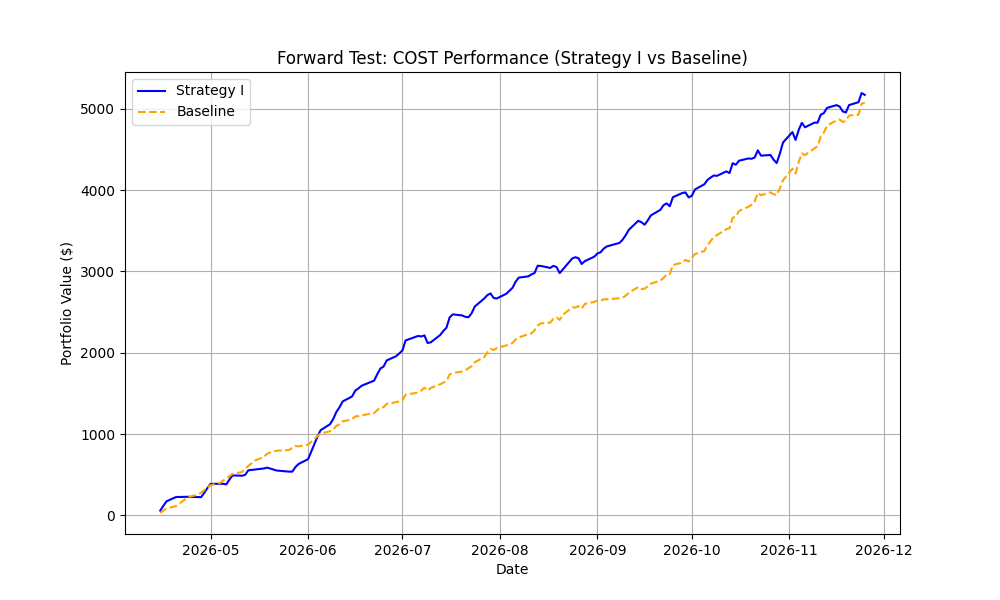 Forward Test: COST Performance (Strategy I vs Baseline)
Strategy I
Baseline
Portfolio Value ($)
5000
4000
3000
2000
1000
0
2026-05 2026-06 2026-07 2026-08 2026-09 2026-10 2026-11 2026-12
Date